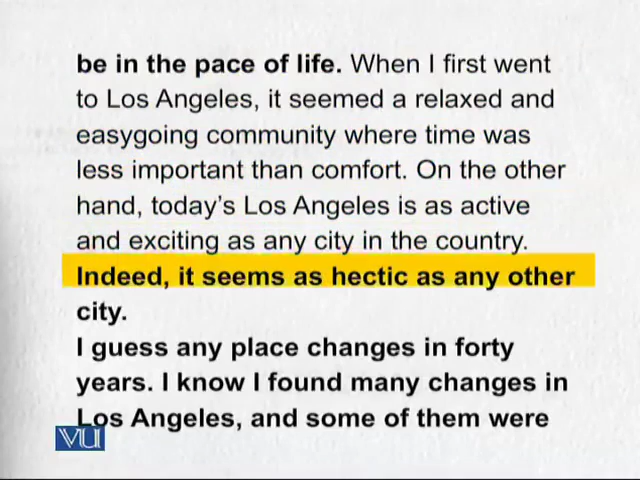 be in the pace of life. When I first went
to Los Angeles, it seemed a relaxed and
easygoing community where time was
less important than comfort. On the other
hand, today's Los Angeles is as active
and exciting as any city in the country.
Indeed, it seems as hectic as any other
city.
I guess any place changes in forty
years. I know I found many changes in
Los Angeles, and some of them were
VU